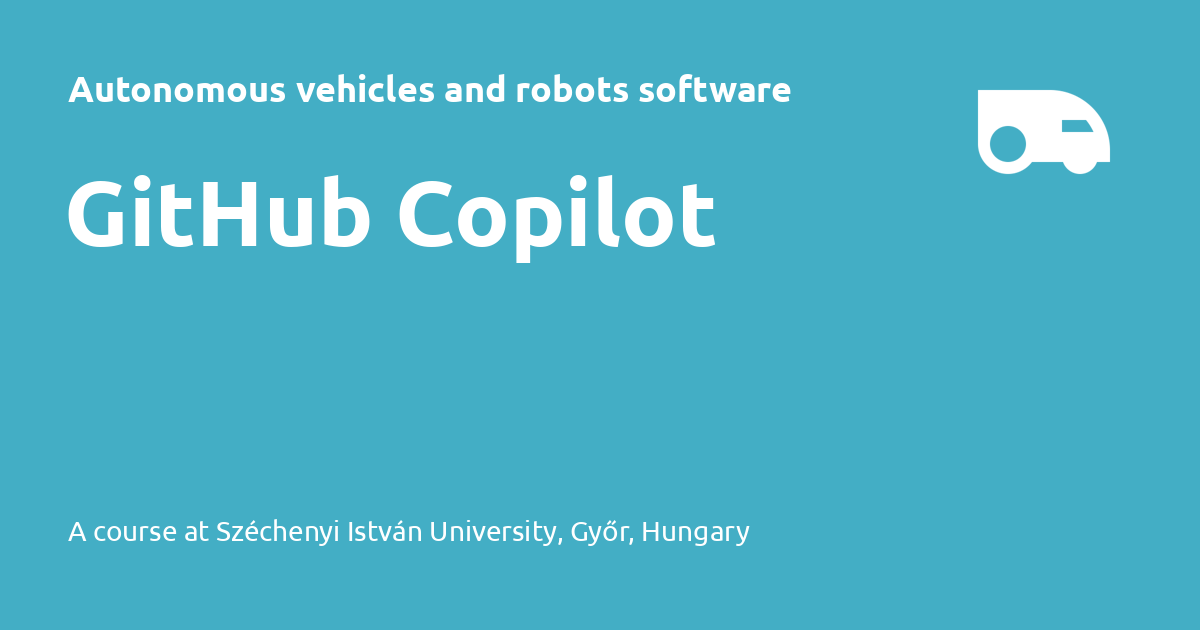 Autonomous vehicles and robots software
GitHub Copilot
A course at Széchenyi István University, Győr, Hungary